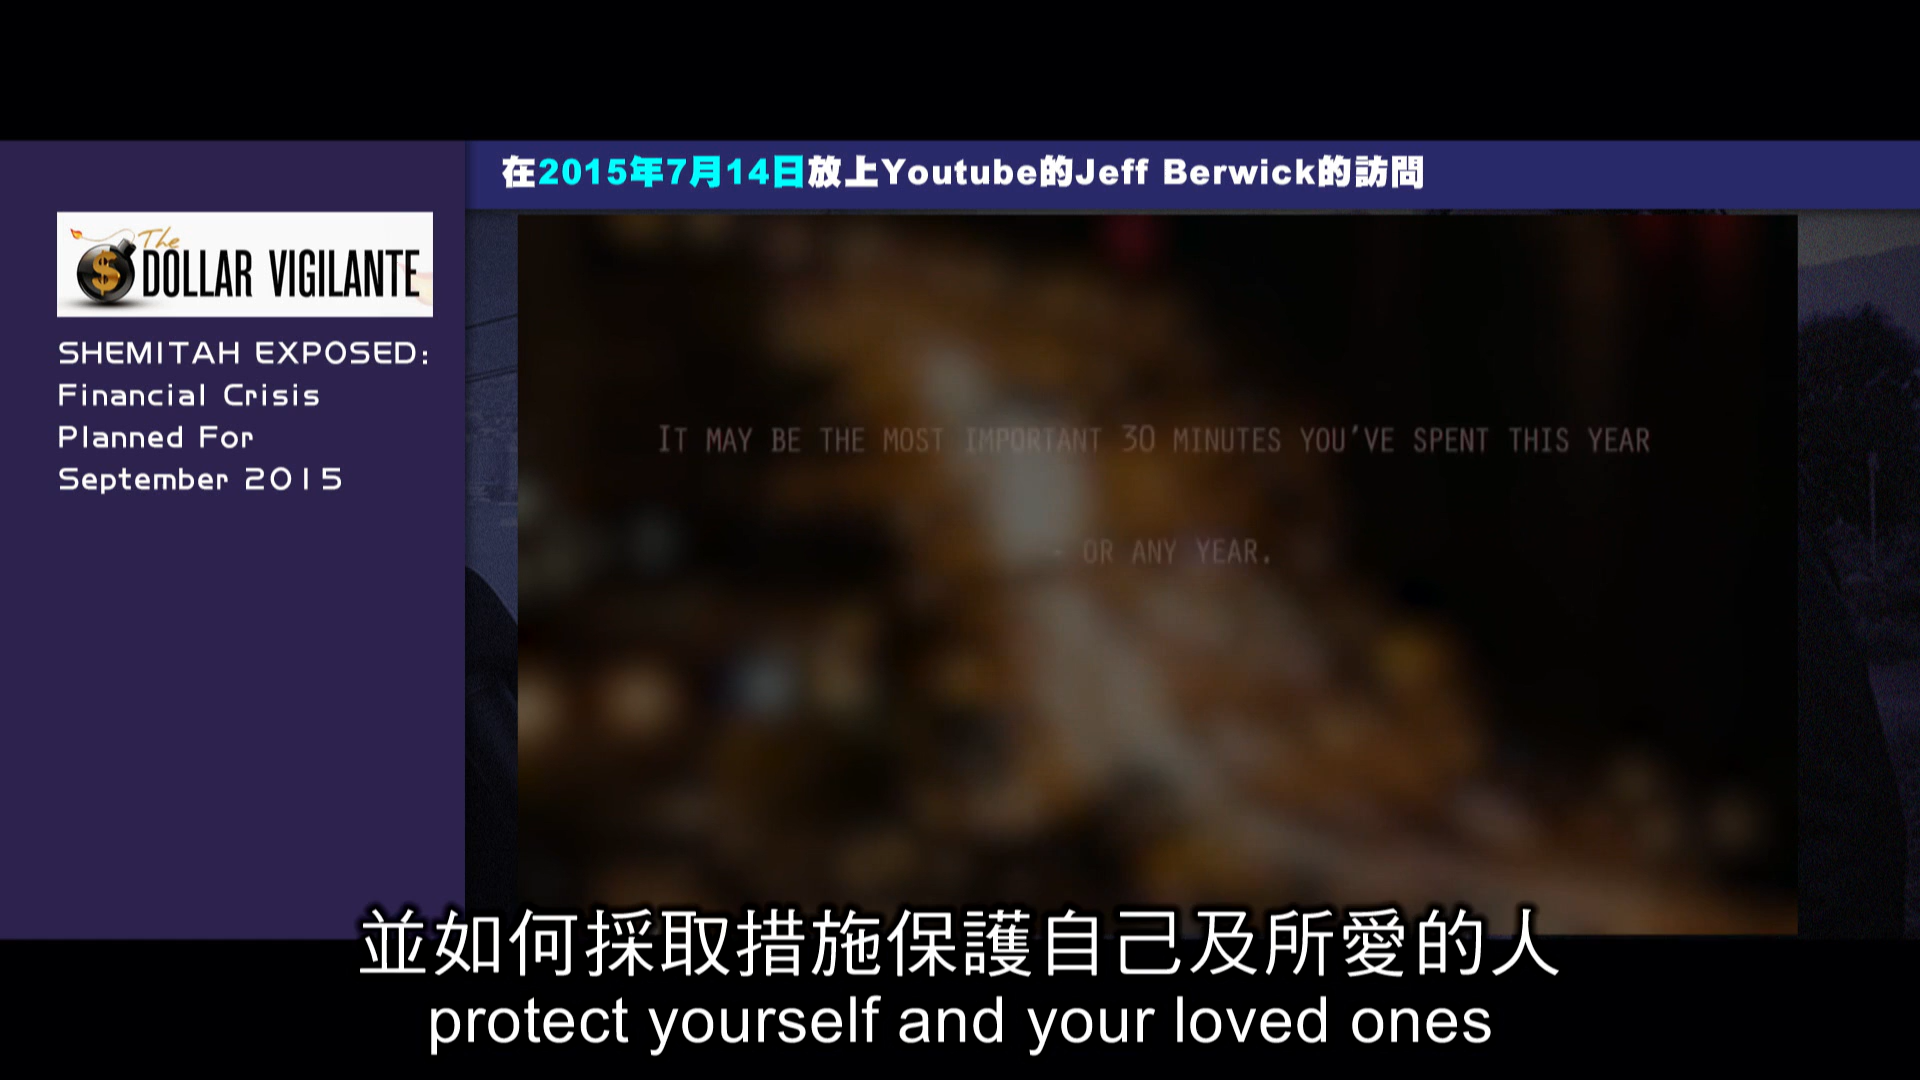 在2015年7月14日放上Youtube的Jeff Berwick的訪問
The
DOLLAR VIGILANTE
SHEMITAH EXPOSED:
Financial Crisis
Planned For
September 2015
IT MAY BE THE MOST IMPORTANT 30 MINUTES YOU'VE SPENT THIS YEAR
- OR ANY YEAR.
並如何採取措施保護自己及所愛的人
protect yourself and your loved ones